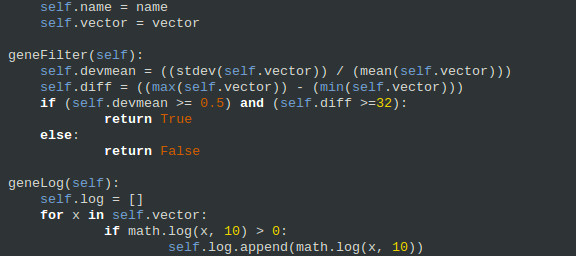 self.name = name
self.vector = vector
geneFilter(self):
self.devmean = ((stdev(self.vector)) / (mean(self.vector)))
self.diff = ((max(self.vector)) - (min(self.vector)))
if (self.devmean >= 0.5) and (self.diff >=32):
return True
else:
return False
geneLog(self):
self.log = []
for x in self.vector:
if math.log(x, 10) > 0:
self.log.append(math.log(x, 10))